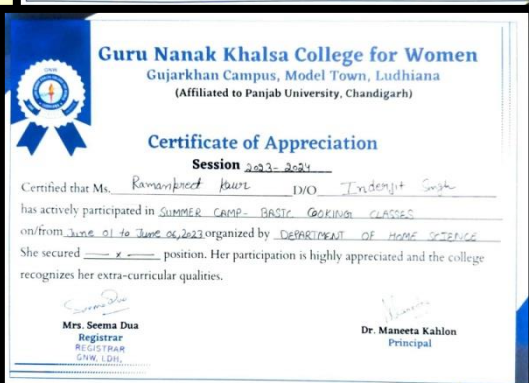 Guru Nanak Khalsa College for Women
Gujarkhan Campus, Model Town, Ludhiana
(Affiliated to Panjab University, Chandigarh)
Certificate of Appreciation
Session 2023-2024
Certified that Ms. Ramanpreet Kaur D/O Inderjit Singh
has actively participated in SUMMER CAMP- BASIC COOKING CLASSES
on/from June 01 to June 06, 2023 organized by DEPARTMENT OF HOME SCIENCE
She secured — x — position. Her participation is highly appreciated and the college
recognizes her extra-curricular qualities.
Seema Dua
Mrs. Seema Dua
Registrar
REGISTRAR
GNW, LDH,
Dr. Maneeta Kahlon
Principal